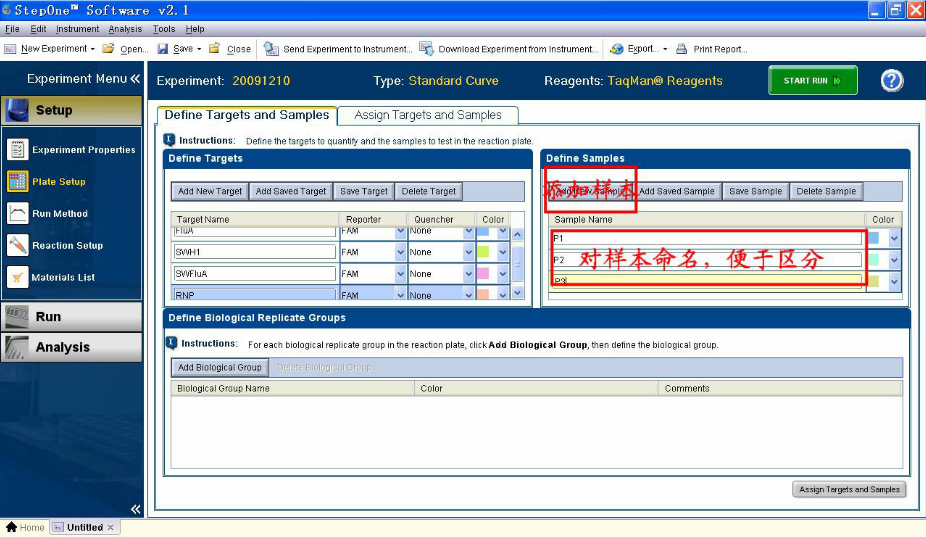 StepOne™ Software v2.1
File Edit Instrument Analysis Tools Help
New Experiment Open... Save Close Send Experiment to Instrument... Download Experiment from Instrument... Export... Print Report...
Experiment Menu «
Experiment: 20091210 Type: Standard Curve Reagents: TaqMan® Reagents START RUN
Setup
Experiment Properties
Plate Setup
Run Method
Reaction Setup
Materials List
Run
Analysis
Define Targets and Samples Assign Targets and Samples
Instructions: Define the targets to quantify and the samples to test in the reaction plate.
Define Targets
Add New Target Add Saved Target Save Target Delete Target
Target Name Reporter Quencher Color
FluA FAM None
SWH1 FAM None
SWFluA FAM None
RNP FAM None
Define Samples
添加样本
Add New Sample Add Saved Sample Save Sample Delete Sample
Sample Name Color
P1
P2
对样本命名，便于区分
P3
Define Biological Replicate Groups
Instructions: For each biological replicate group in the reaction plate, click Add Biological Group, then define the biological group.
Add Biological Group Delete Biological Group
Biological Group Name Color Comments
Assign Targets and Samples
«
Home Untitled ×